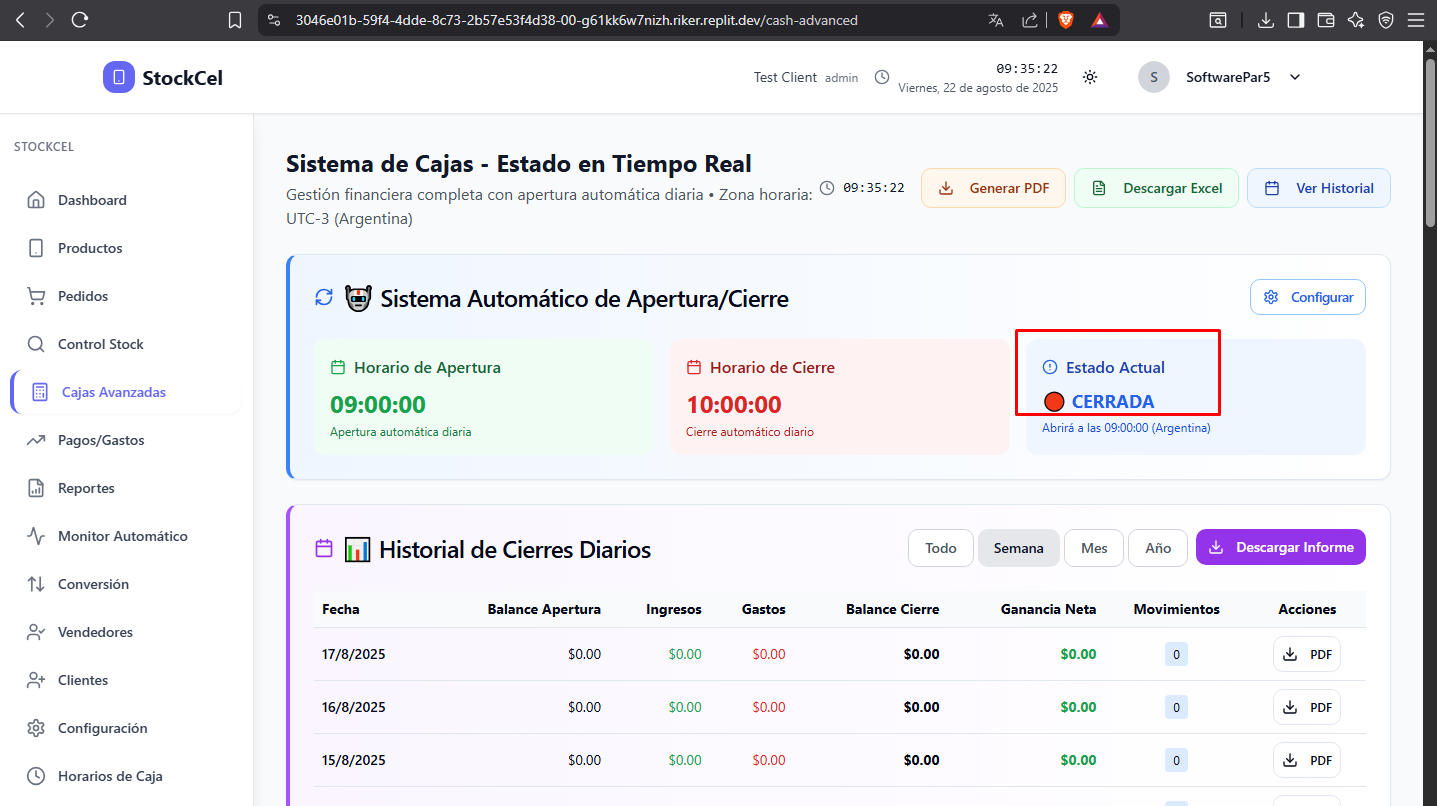 3046e01b-59f4-4dde-8c73-2b57e53f4d38-00-g61kk6w7nizh.riker.replit.dev/cash-advanced
StockCel
Test Client admin
09:35:22
Viernes, 22 de agosto de 2025
S
SoftwarePar5
STOCKCEL
Dashboard
Productos
Pedidos
Control Stock
Cajas Avanzadas
Pagos/Gastos
Reportes
Monitor Automático
Conversión
Vendedores
Clientes
Configuración
Horarios de Caja
Sistema de Cajas - Estado en Tiempo Real
Gestión financiera completa con apertura automática diaria • Zona horaria:
UTC-3 (Argentina)
09:35:22
Generar PDF
Descargar Excel
Ver Historial
Sistema Automático de Apertura/Cierre
Configurar
Horario de Apertura
09:00:00
Apertura automática diaria
Horario de Cierre
10:00:00
Cierre automático diario
Estado Actual
CERRADA
Abrirá a las 09:00:00 (Argentina)
Historial de Cierres Diarios
Todo
Semana
Mes
Año
Descargar Informe
Fecha Balance Apertura Ingresos Gastos Balance Cierre Ganancia Neta Movimientos Acciones
17/8/2025 $0.00 $0.00 $0.00 $0.00 $0.00 0 PDF
16/8/2025 $0.00 $0.00 $0.00 $0.00 $0.00 0 PDF
15/8/2025 $0.00 $0.00 $0.00 $0.00 $0.00 0 PDF